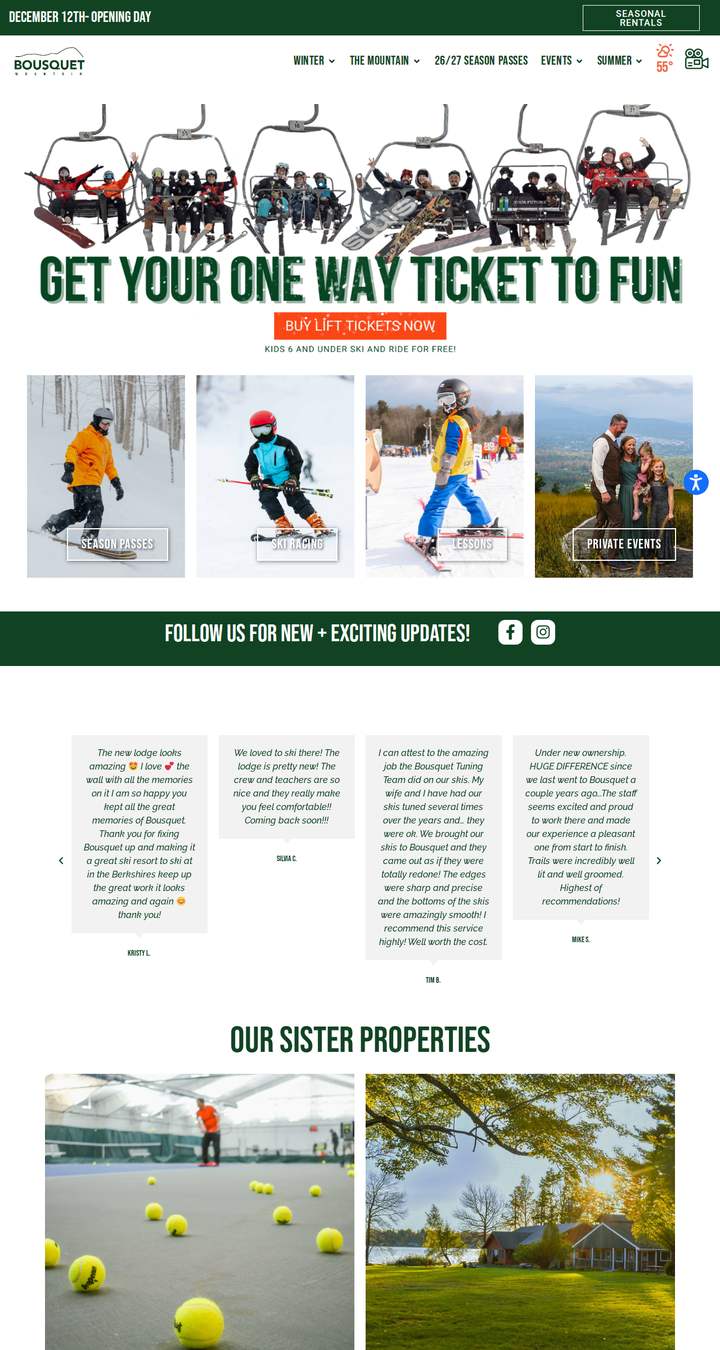 DECEMBER 12TH- OPENING DAY
SEASONAL
RENTALS
BOUSQUET
MOUNTAIN
WINTER
THE MOUNTAIN
26/27 SEASON PASSES
EVENTS
SUMMER
55°
GET YOUR ONE WAY TICKET TO FUN
BUY LIFT TICKETS NOW
KIDS 6 AND UNDER SKI AND RIDE FOR FREE!
SEASON PASSES
SKI RACING
LESSONS
PRIVATE EVENTS
FOLLOW US FOR NEW + EXCITING UPDATES!
The new lodge looks
amazing 🤩 I love 💕 the
wall with all the memories
on it I am so happy you
kept all the great
memories of Bousquet.
Thank you for fixing
Bousquet up and making it
a great ski resort to ski at
in the Berkshires keep up
the great work it looks
amazing and again 😊
thank you!
KRISTY L.
We loved to ski there! The
lodge is pretty new! The
crew and teachers are so
nice and they really make
you feel comfortable!!
Coming back soon!!!
SILVIA C.
I can attest to the amazing
job the Bousquet Tuning
Team did on our skis. My
wife and I have had our
skis tuned several times
over the years and… they
were ok. We brought our
skis to Bousquet and they
came out as if they were
totally redone! The edges
were sharp and precise
and the bottoms of the skis
were amazingly smooth! I
recommend this service
highly! Well worth the cost.
TIM B.
Under new ownership.
HUGE DIFFERENCE since
we last went to Bousquet a
couple years ago...The staff
seems excited and proud
to work there and made
our experience a pleasant
one from start to finish.
Trails were incredibly well
lit and well groomed.
Highest of
recommendations!
MIKE S.
OUR SISTER PROPERTIES